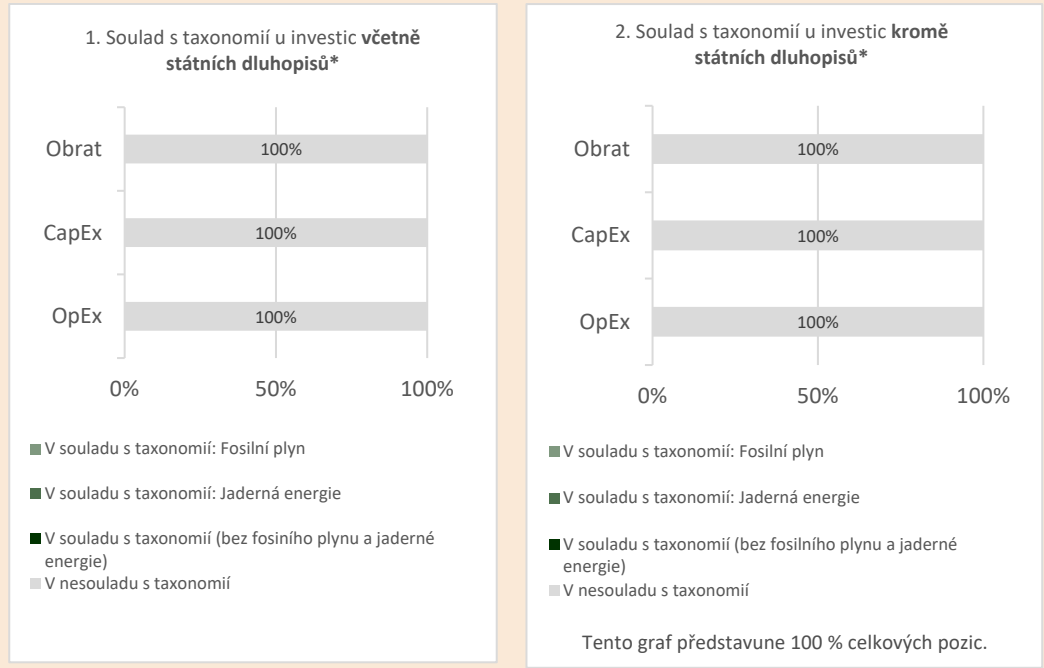 1. Soulad s taxonomií u investic včetně
státních dluhopisů*
Obrat
100%
CapEx
100%
OpEx
100%
0%
50%
100%
V souladu s taxonomií: Fosilní plyn
V souladu s taxonomií: Jaderná energie
V souladu s taxonomií (bez fosiního plynu a jaderné
energie)
V nesouladu s taxonomií
2. Soulad s taxonomií u investic kromě
státních dluhopisů*
Obrat
100%
CapEx
100%
OpEx
100%
0%
50%
100%
V souladu s taxonomií: Fosilní plyn
V souladu s taxonomií: Jaderná energie
V souladu s taxonomií (bez fosilního plynu a jaderné
energie)
V nesouladu s taxonomií
Tento graf představune 100 % celkových pozic.